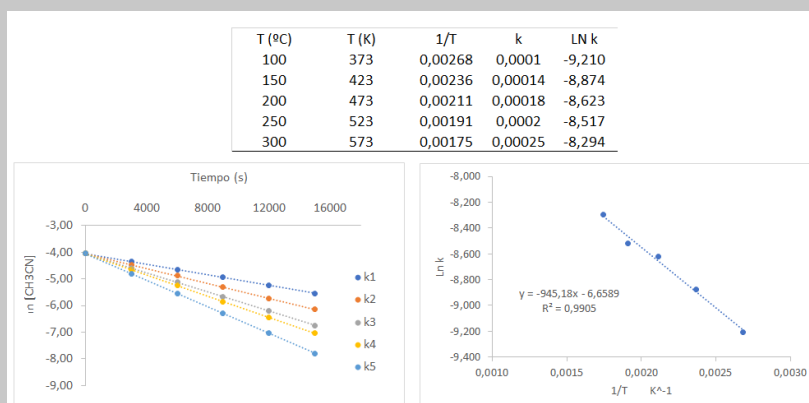 T (ºC) T (K) 1/T k LN k
100 373 0,00268 0,0001 -9,210
150 423 0,00236 0,00014 -8,874
200 473 0,00211 0,00018 -8,623
250 523 0,00191 0,0002 -8,517
300 573 0,00175 0,00025 -8,294
Tiempo (s)
0 4000 8000 12000 16000
-3,00
-4,00
-5,00
-6,00
-7,00
-8,00
-9,00
ln [CH3CN]
k1
k2
k3
k4
k5
-8,000
-8,200
-8,400
-8,600
-8,800
-9,000
-9,200
-9,400
Ln k
y = -945,18x - 6,6589
R² = 0,9905
0,0010 0,0015 0,0020 0,0025 0,0030
1/T K^-1